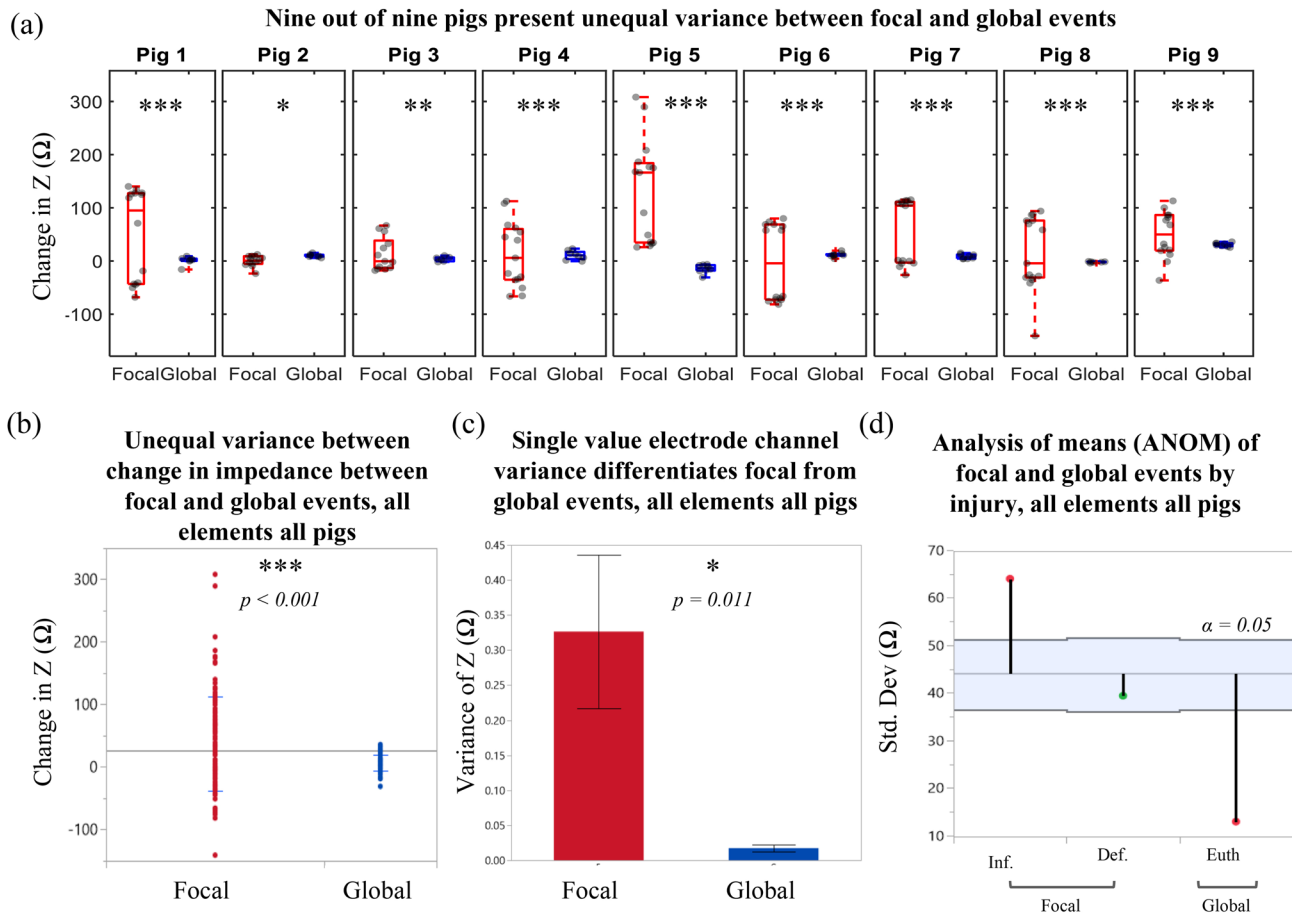 (a)
Nine out of nine pigs present unequal variance between focal and global events
Pig 1 Pig 2 Pig 3 Pig 4 Pig 5 Pig 6 Pig 7 Pig 8 Pig 9
*** * ** *** *** *** *** *** ***
Change in Z (Ω)
300
200
100
0
-100
Focal Global Focal Global Focal Global Focal Global Focal Global Focal Global Focal Global Focal Global Focal Global
(b)
Unequal variance between
change in impedance between
focal and global events, all
elements all pigs
***
p < 0.001
Change in Z (Ω)
300
200
100
0
-100
Focal Global
(c)
Single value electrode channel
variance differentiates focal from
global events, all elements all pigs
*
p = 0.011
Variance of Z (Ω)
0.45
0.40
0.35
0.30
0.25
0.20
0.15
0.10
0.05
0.00
Focal Global
(d)
Analysis of means (ANOM) of
focal and global events by
injury, all elements all pigs
α = 0.05
Std. Dev (Ω)
70
60
50
40
30
20
10
Inf. Def. Euth
Focal Global